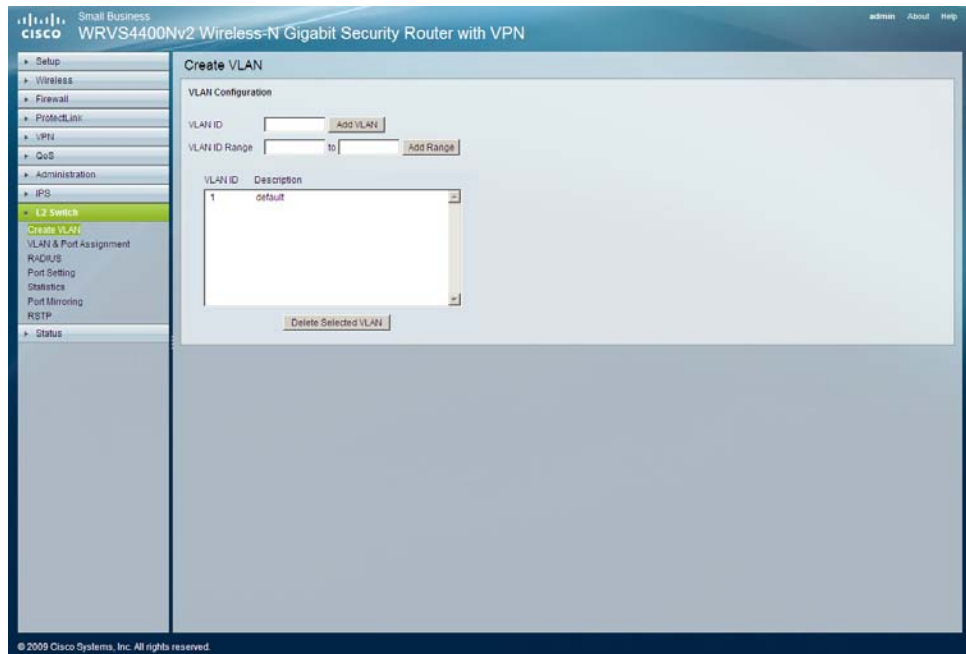 Small Business
cisco WRVS4400Nv2 Wireless-N Gigabit Security Router with VPN
admin About Help
Setup
Wireless
Firewall
ProtectLink
VPN
QoS
Administration
IPS
L2 Switch
Create VLAN
VLAN & Port Assignment
RADIUS
Port Setting
Statistics
Port Mirroring
RSTP
Status
Create VLAN
VLAN Configuration
VLAN ID Add VLAN
VLAN ID Range to Add Range
VLAN ID Description
1 default
Delete Selected VLAN
© 2009 Cisco Systems, Inc. All rights reserved.